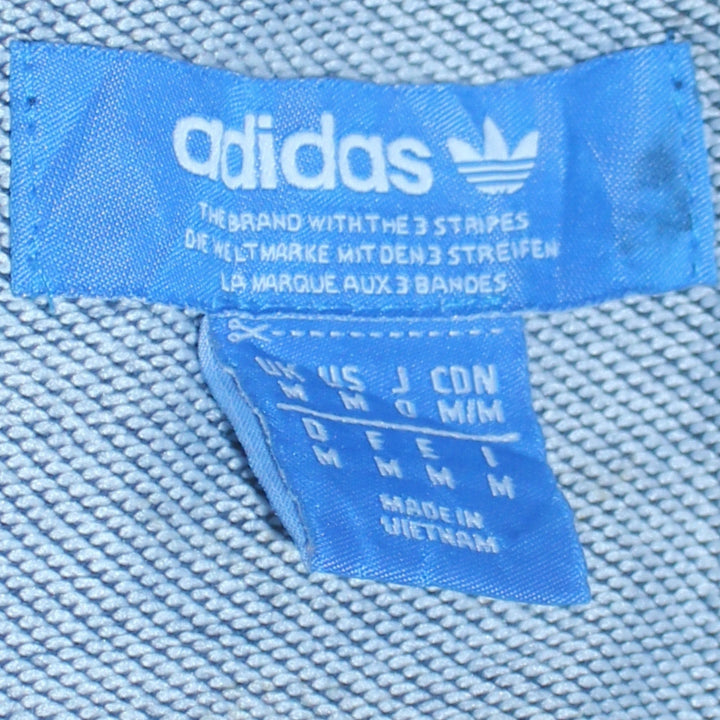 adidas
THE BRAND WITH THE 3 STRIPES
DIE WELTMARKE MIT DEN 3 STREIFEN
LA MARQUE AUX 3 BANDES
UK US J CDN
M M O M/M
D F E I
M M M M
MADE IN
VIETNAM